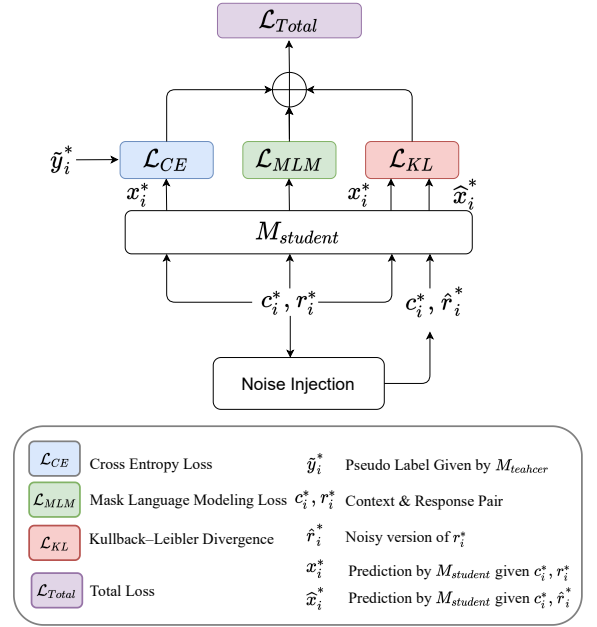 ℒ_Total
ỹ_i^*
ℒ_CE ℒ_MLM ℒ_KL
x_i^* x_i^* x̂_i^*
M_student
c_i^*, r_i^* c_i^*, r̂_i^*
Noise Injection
ℒ_CE Cross Entropy Loss
ℒ_MLM Mask Language Modeling Loss
ℒ_KL Kullback–Leibler Divergence
ℒ_Total Total Loss
ỹ_i^* Pseudo Label Given by M_teahcer
c_i^*, r_i^* Context & Response Pair
r̂_i^* Noisy version of r_i^*
x_i^* Prediction by M_student given c_i^*, r_i^*
x̂_i^* Prediction by M_student given c_i^*, r̂_i^*